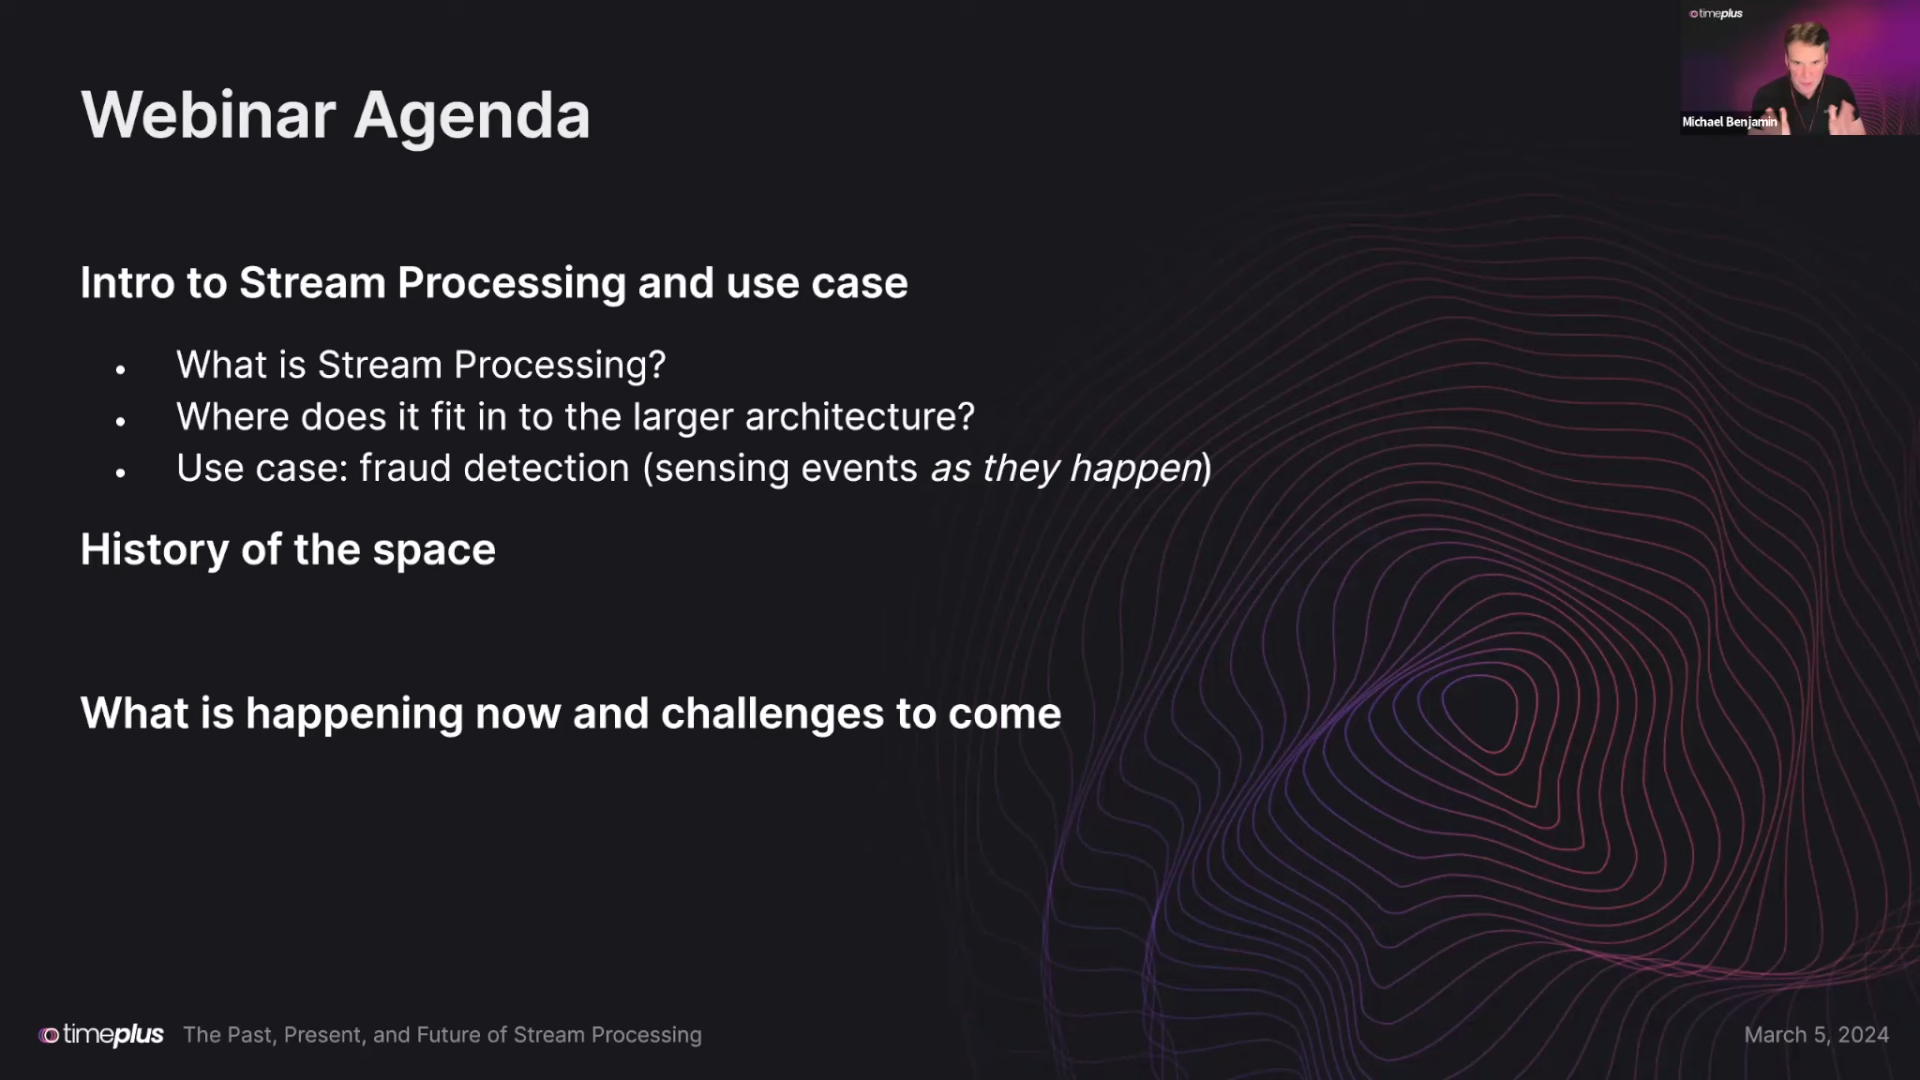 timeplus
Michael Benjamin
Webinar Agenda
Intro to Stream Processing and use case
• What is Stream Processing?
• Where does it fit in to the larger architecture?
• Use case: fraud detection (sensing events as they happen)
History of the space
What is happening now and challenges to come
timeplus The Past, Present, and Future of Stream Processing
March 5, 2024